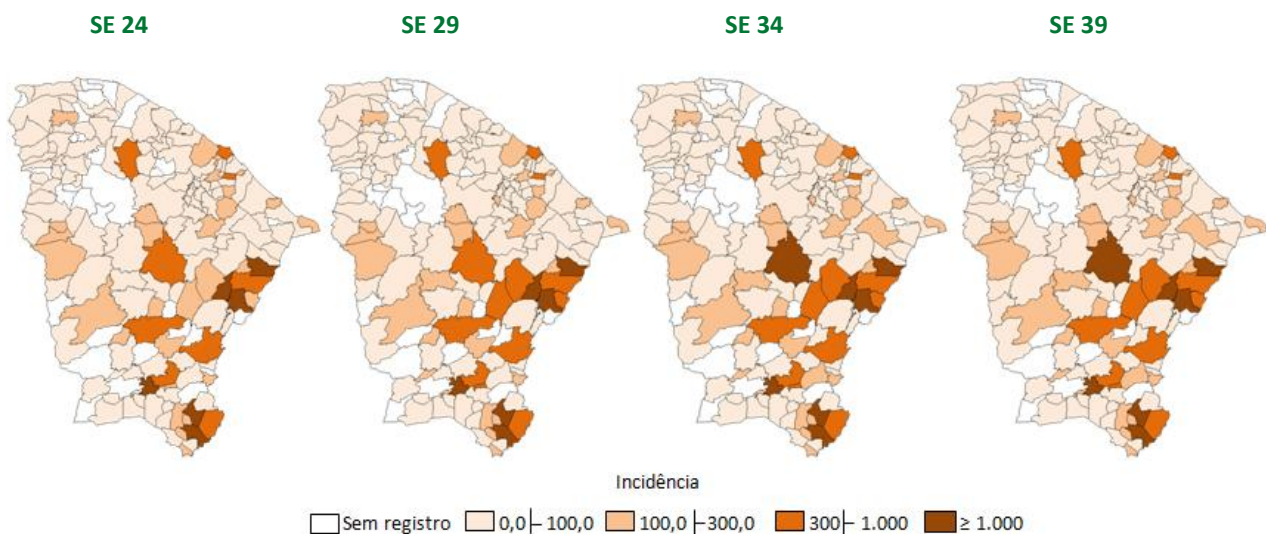 SE 24 SE 29 SE 34 SE 39
Incidência
Sem registro 0,0├ 100,0 100,0├300,0 300├ 1.000 ≥ 1.000